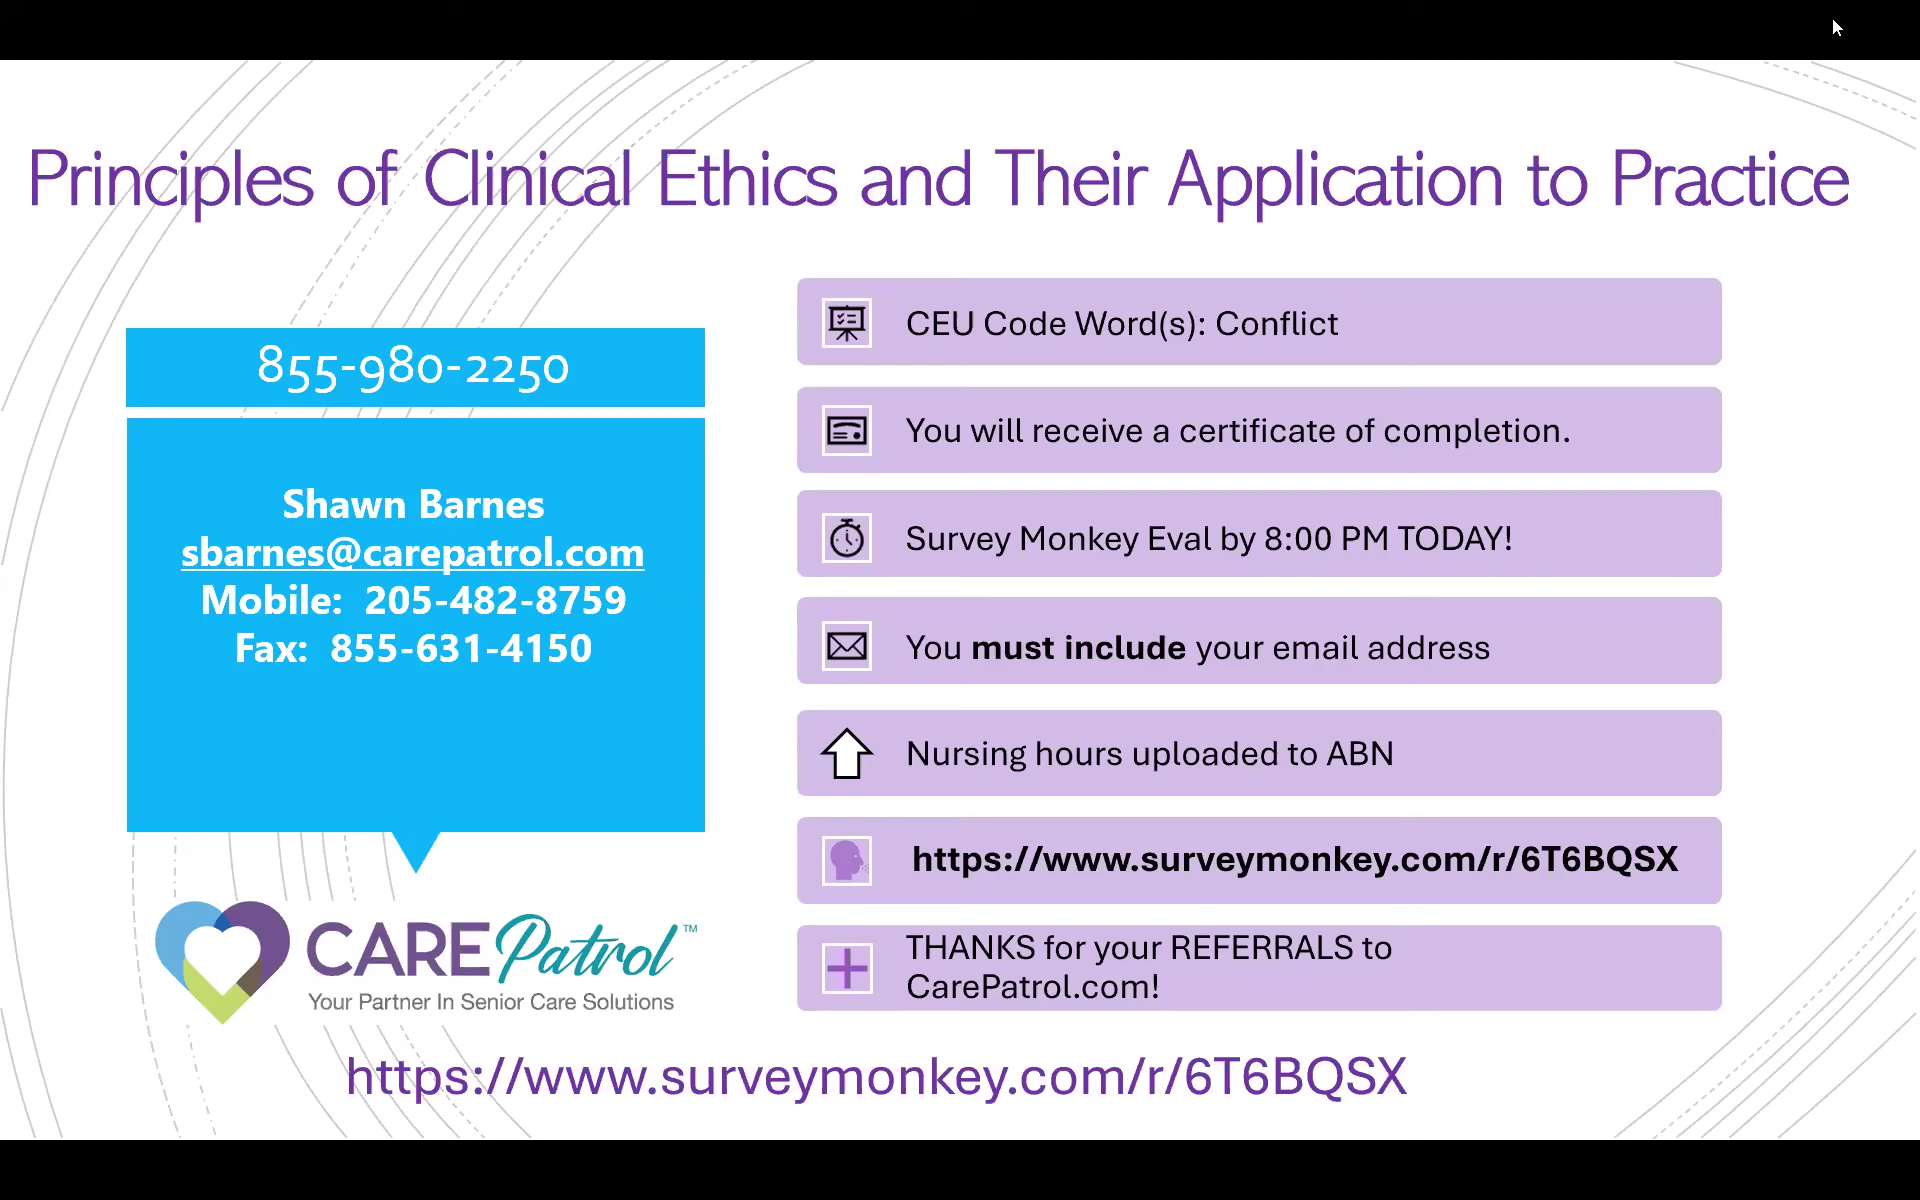 Principles of Clinical Ethics and Their Application to Practice
855-980-2250
Shawn Barnes
sbarnes@carepatrol.com
Mobile: 205-482-8759
Fax: 855-631-4150
CARE Patrol™
Your Partner In Senior Care Solutions
CEU Code Word(s): Conflict
You will receive a certificate of completion.
Survey Monkey Eval by 8:00 PM TODAY!
You must include your email address
Nursing hours uploaded to ABN
https://www.surveymonkey.com/r/6T6BQSX
THANKS for your REFERRALS to
CarePatrol.com!
https://www.surveymonkey.com/r/6T6BQSX